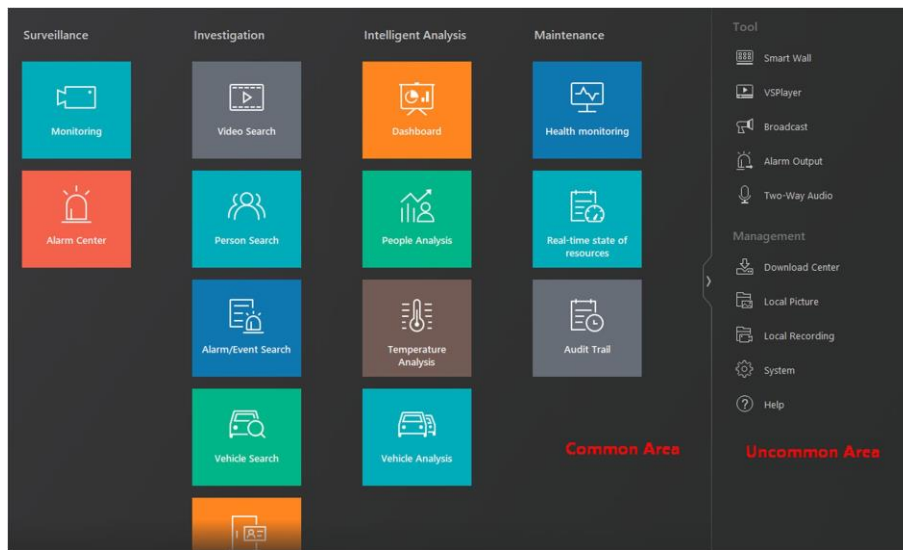 Surveillance
Monitoring
Alarm Center
Investigation
Video Search
Person Search
Alarm/Event Search
Vehicle Search
Intelligent Analysis
Dashboard
People Analysis
Temperature
Analysis
Vehicle Analysis
Maintenance
Health monitoring
Real-time state of
resources
Audit Trail
Common Area
Tool
Smart Wall
VSPlayer
Broadcast
Alarm Output
Two-Way Audio
Management
Download Center
Local Picture
Local Recording
System
Help
Uncommon Area